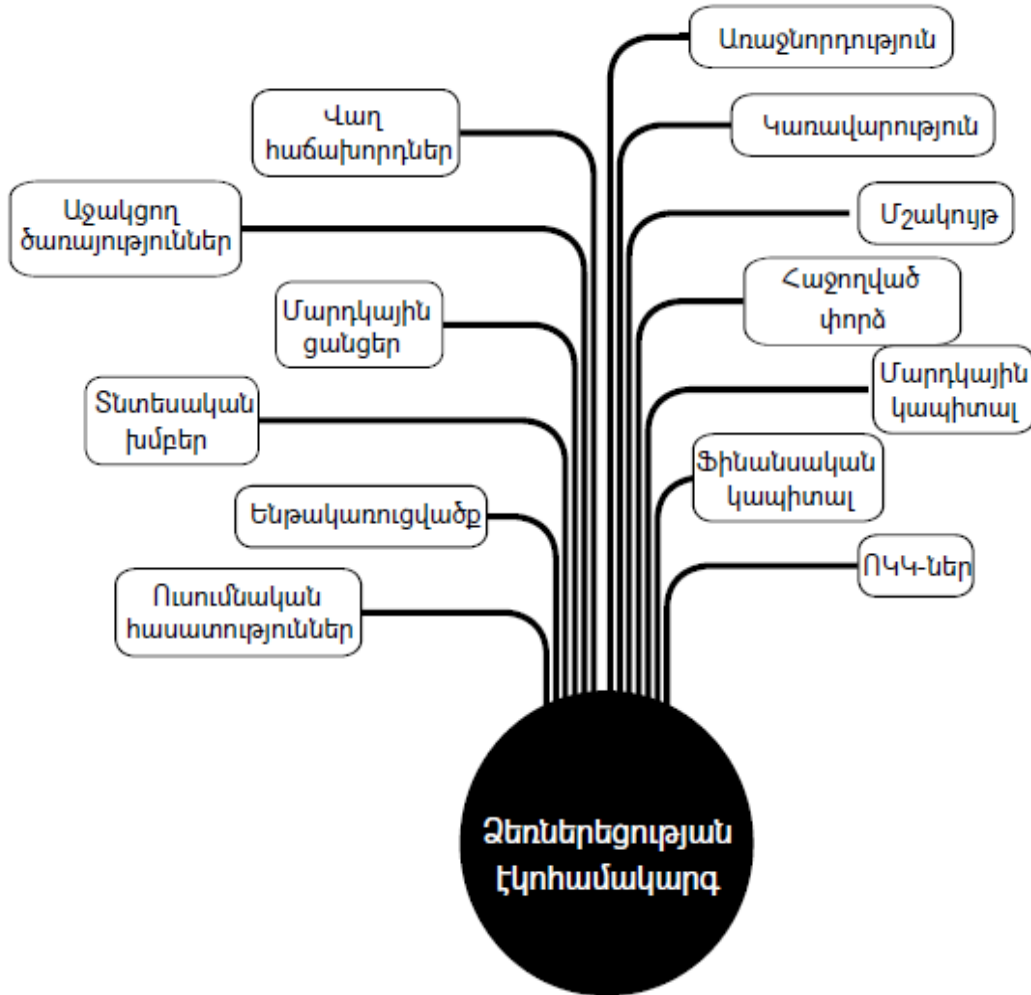 Առաջնորդություն
Կառավարություն
Մշակույթ
Հաջողված
փորձ
Մարդկային
կապիտալ
Ֆինանսական
կապիտալ
ՈԿԿ-ներ
Վաղ
հաճախորդներ
Աջակցող
ծառայություններ
Մարդկային
ցանցեր
Տնտեսական
խմբեր
Ենթակառուցվածք
Ուսումնական
հասատություններ
Ձեռներեցության
էկոհամակարգ